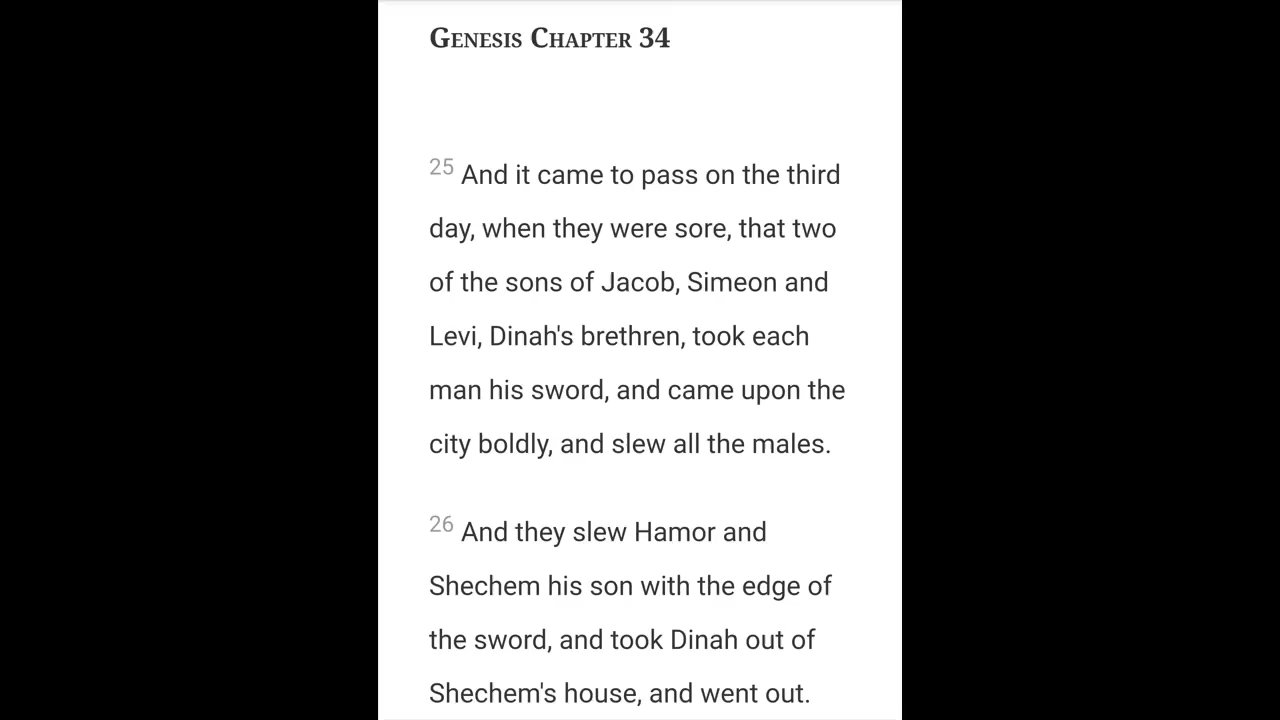 Genesis Chapter 34
25 And it came to pass on the third
day, when they were sore, that two
of the sons of Jacob, Simeon and
Levi, Dinah's brethren, took each
man his sword, and came upon the
city boldly, and slew all the males.
26 And they slew Hamor and
Shechem his son with the edge of
the sword, and took Dinah out of
Shechem's house, and went out.